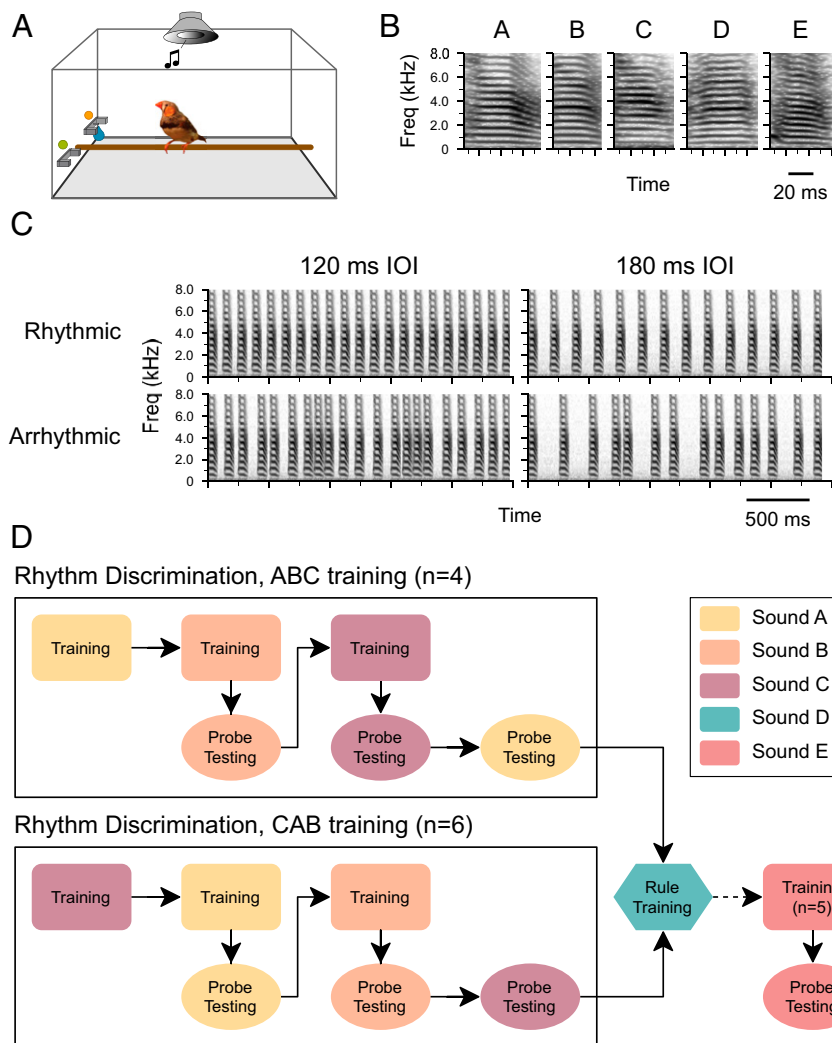 A
B
A B C D E
Freq (kHz)
8.0
6.0
4.0
2.0
0
Time
20 ms
C
120 ms IOI 180 ms IOI
Rhythmic
Arrhythmic
Freq (kHz)
8.0
6.0
4.0
2.0
0
8.0
6.0
4.0
2.0
0
Time
500 ms
D
Rhythm Discrimination, ABC training (n=4)
Training
Training
Training
Probe
Testing
Probe
Testing
Probe
Testing
Sound A
Sound B
Sound C
Sound D
Sound E
Rhythm Discrimination, CAB training (n=6)
Training
Training
Training
Probe
Testing
Probe
Testing
Probe
Testing
Rule
Training
Training
(n=5)
Probe
Testing